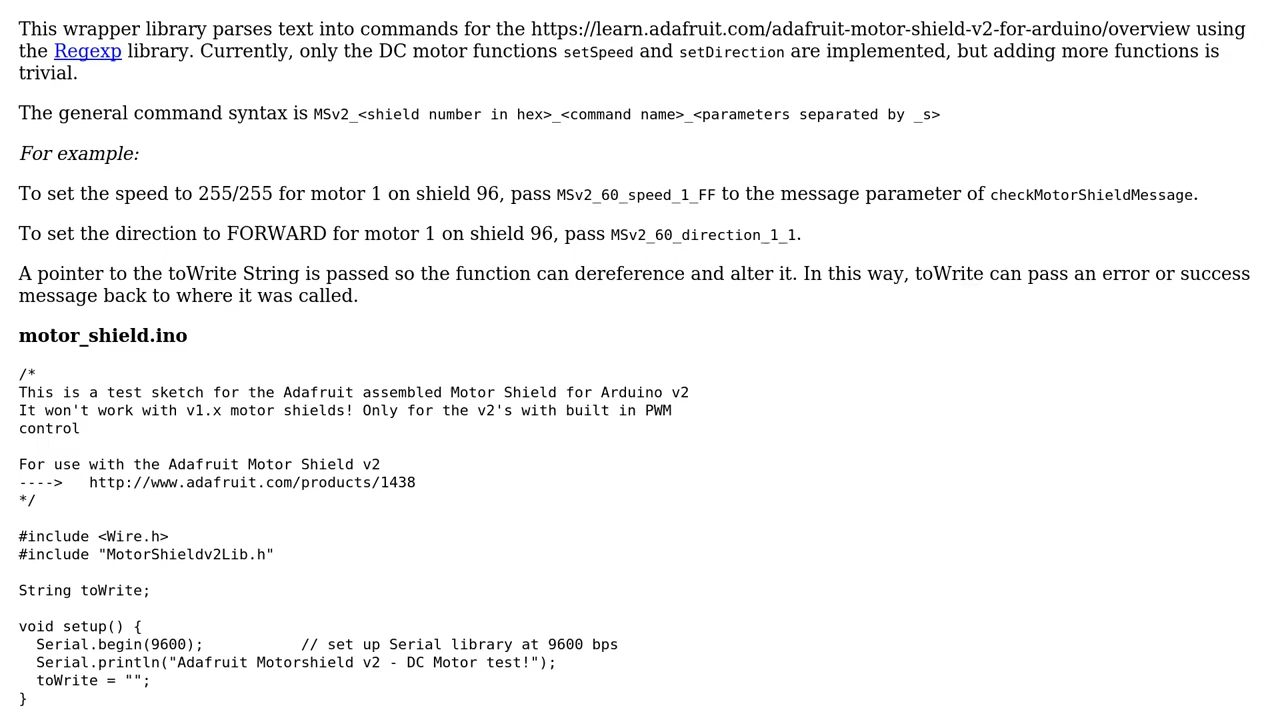 This wrapper library parses text into commands for the https://learn.adafruit.com/adafruit-motor-shield-v2-for-arduino/overview using
the Regexp library. Currently, only the DC motor functions setSpeed and setDirection are implemented, but adding more functions is
trivial.
The general command syntax is MSv2_<shield number in hex>_<command name>_<parameters separated by _s>
For example:
To set the speed to 255/255 for motor 1 on shield 96, pass MSv2_60_speed_1_FF to the message parameter of checkMotorShieldMessage.
To set the direction to FORWARD for motor 1 on shield 96, pass MSv2_60_direction_1_1.
A pointer to the toWrite String is passed so the function can dereference and alter it. In this way, toWrite can pass an error or success
message back to where it was called.
motor_shield.ino
/*
This is a test sketch for the Adafruit assembled Motor Shield for Arduino v2
It won't work with v1.x motor shields! Only for the v2's with built in PWM
control
For use with the Adafruit Motor Shield v2
---->   http://www.adafruit.com/products/1438
*/
#include <Wire.h>
#include "MotorShieldv2Lib.h"
String toWrite;
void setup() {
  Serial.begin(9600);           // set up Serial library at 9600 bps
  Serial.println("Adafruit Motorshield v2 - DC Motor test!");
  toWrite = "";
}